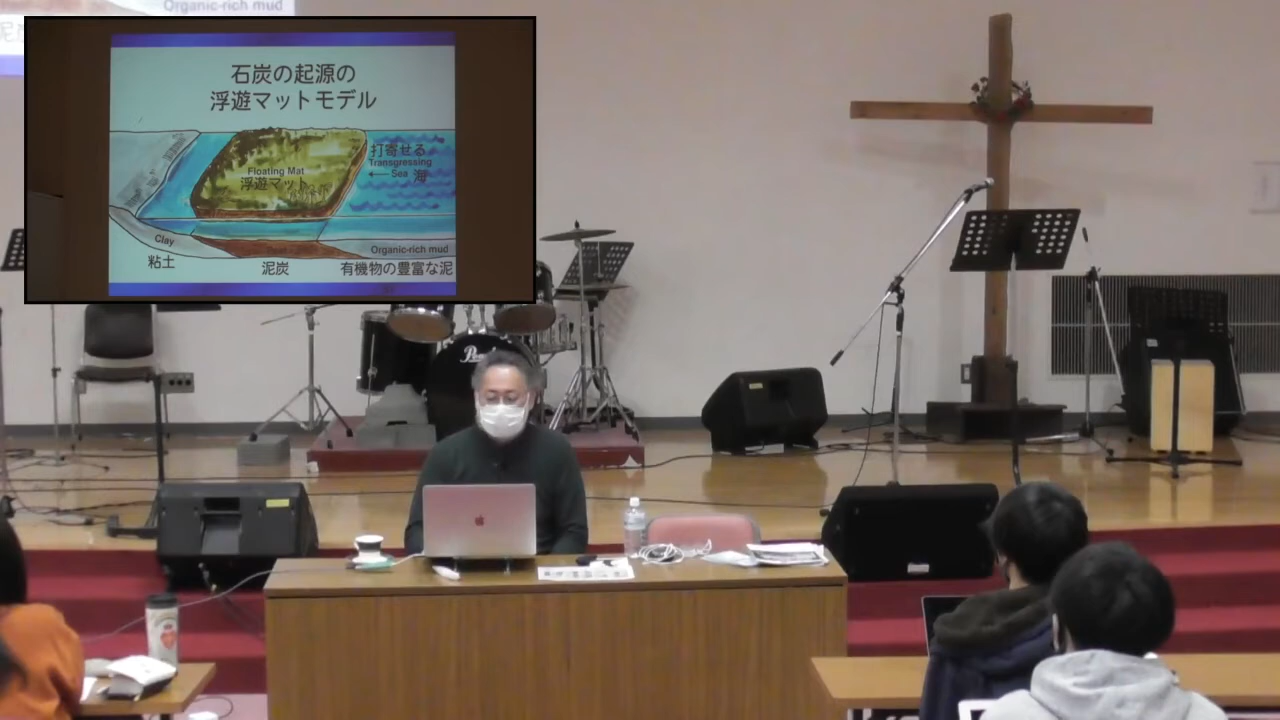 Organic-rich mud
石炭の起源の
浮遊マットモデル
Floating Mat
浮遊マット
打寄せる
Transgressing
Sea 海
Clay
粘土
泥炭
Organic-rich mud
有機物の豊富な泥